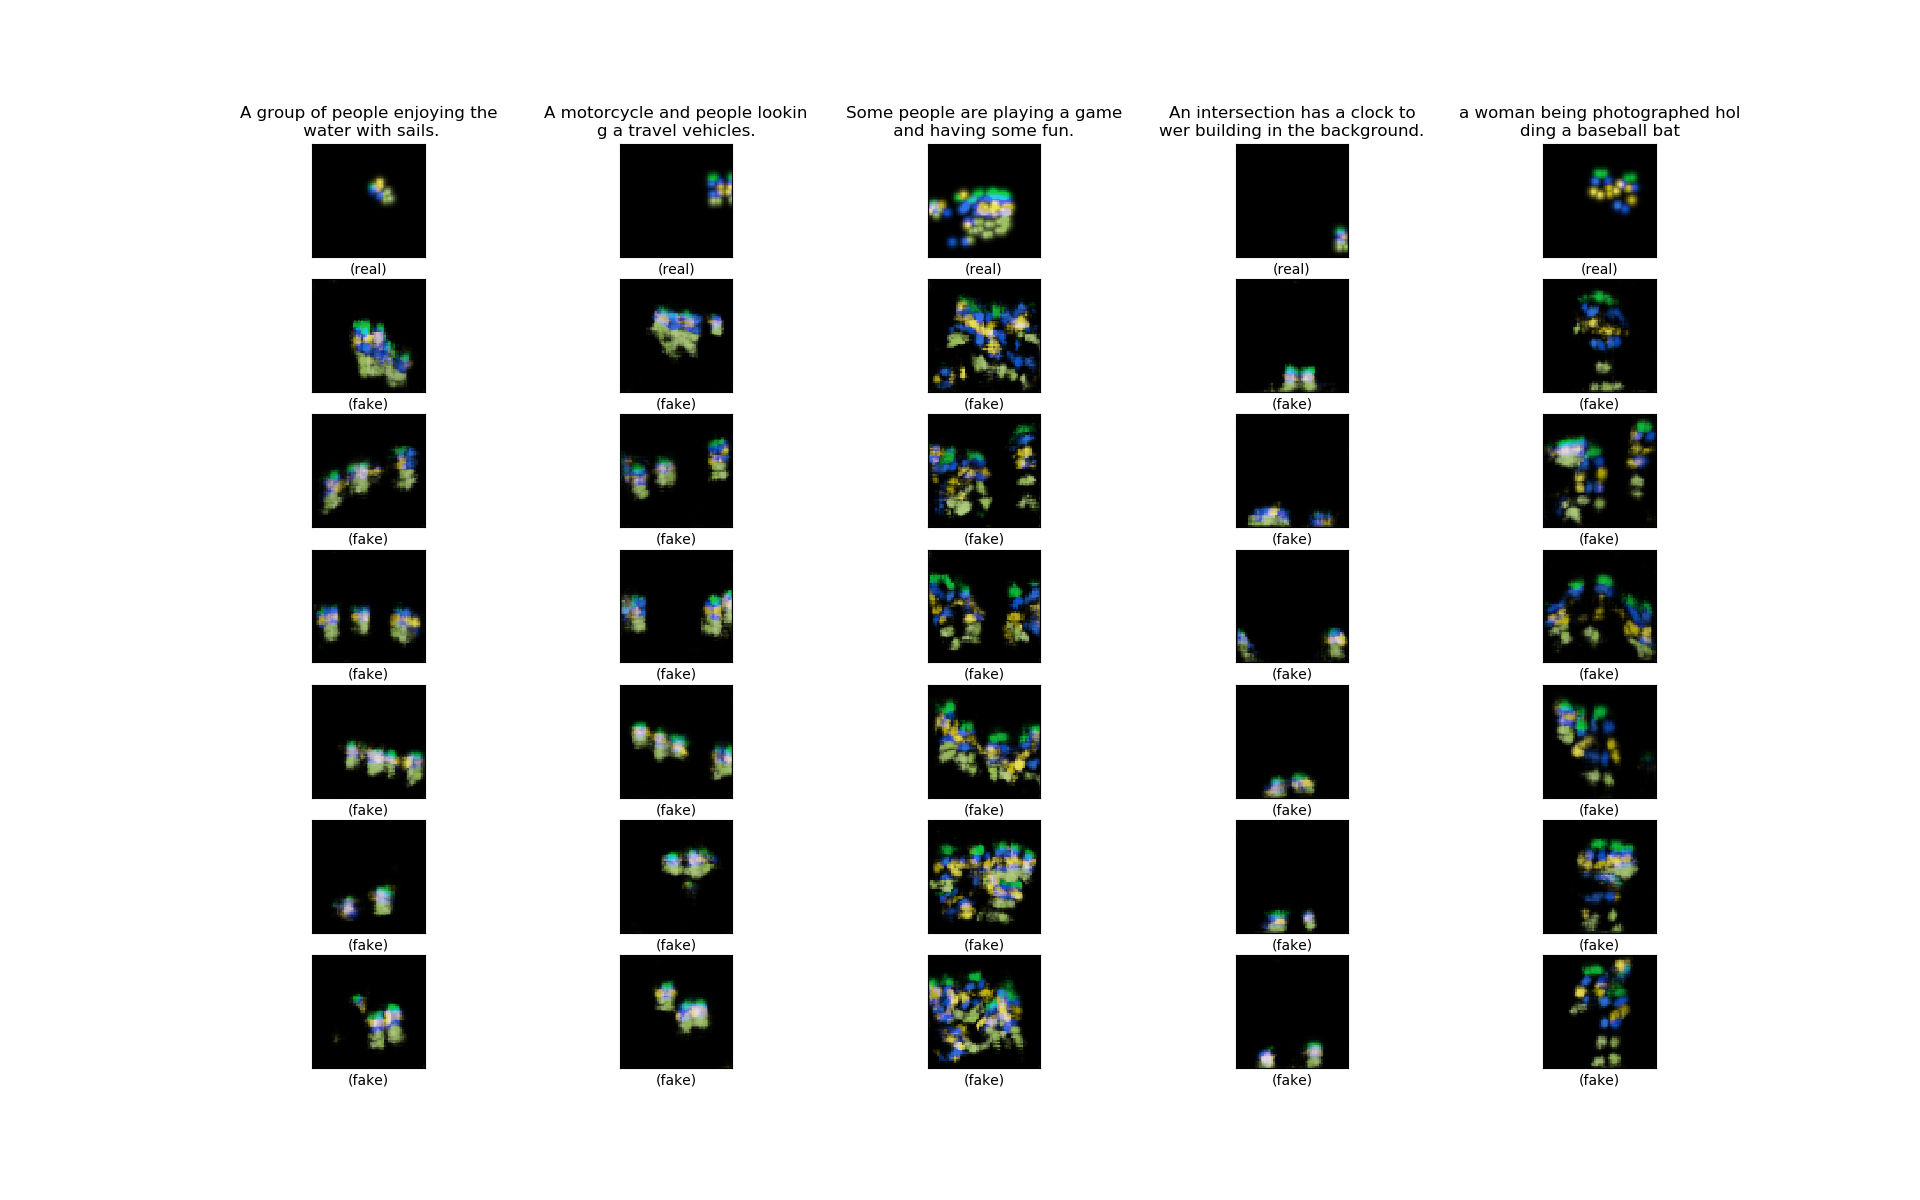 A group of people enjoying the
water with sails.
A motorcycle and people lookin
g a travel vehicles.
Some people are playing a game
and having some fun.
An intersection has a clock to
wer building in the background.
a woman being photographed hol
ding a baseball bat
(real) (real) (real) (real) (real)
(fake) (fake) (fake) (fake) (fake)
(fake) (fake) (fake) (fake) (fake)
(fake) (fake) (fake) (fake) (fake)
(fake) (fake) (fake) (fake) (fake)
(fake) (fake) (fake) (fake) (fake)
(fake) (fake) (fake) (fake) (fake)